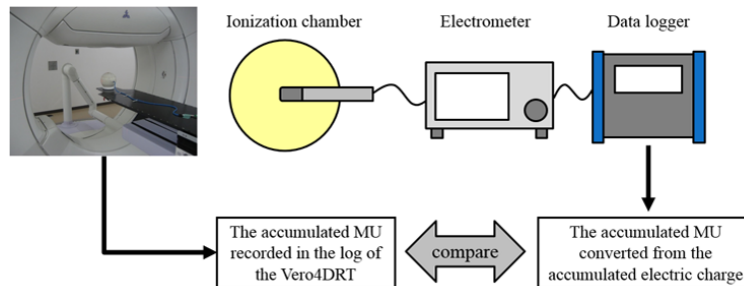 Ionization chamber
Electrometer
Data logger
The accumulated MU
recorded in the log of
the Vero4DRT
compare
The accumulated MU
converted from the
accumulated electric charge